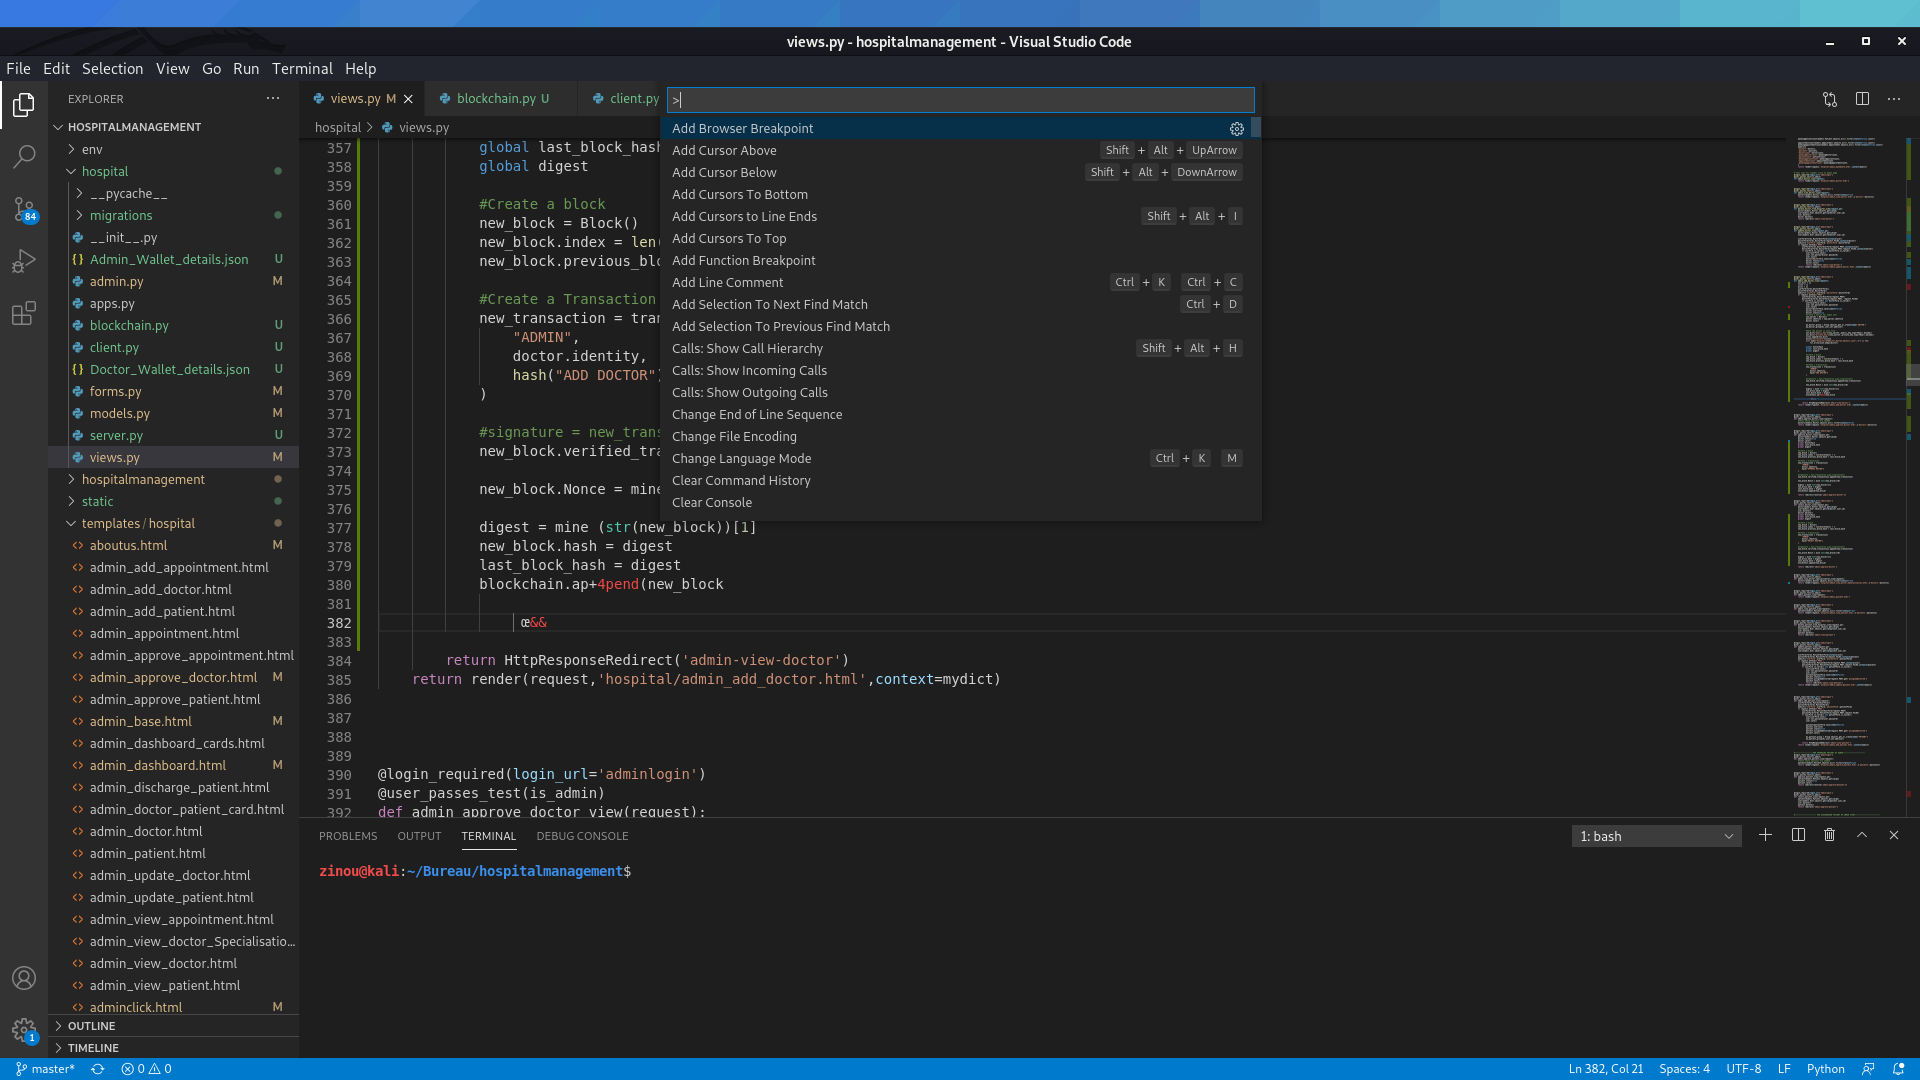 views.py - hospitalmanagement - Visual Studio Code
File Edit Selection View Go Run Terminal Help
EXPLORER
HOSPITALMANAGEMENT
env
hospital
__pycache__
migrations
__init__.py
Admin_Wallet_details.json U
admin.py M
apps.py
blockchain.py U
client.py U
Doctor_Wallet_details.json U
forms.py M
models.py M
server.py U
views.py M
hospitalmanagement
static
templates/hospital
aboutus.html M
admin_add_appointment.html
admin_add_doctor.html
admin_add_patient.html
admin_appointment.html
admin_approve_appointment.html
admin_approve_doctor.html M
admin_approve_patient.html
admin_base.html M
admin_dashboard_cards.html
admin_dashboard.html M
admin_discharge_patient.html
admin_doctor_patient_card.html
admin_doctor.html
admin_patient.html
admin_update_doctor.html
admin_update_patient.html
admin_view_appointment.html
admin_view_doctor_Specialisatio...
admin_view_doctor.html
admin_view_patient.html
adminclick.html M
OUTLINE
TIMELINE
84
1
views.py M
blockchain.py U
client.py
hospital > views.py
>
Add Browser Breakpoint
Add Cursor Above Shift + Alt + UpArrow
Add Cursor Below Shift + Alt + DownArrow
Add Cursors To Bottom
Add Cursors to Line Ends Shift + Alt + I
Add Cursors To Top
Add Function Breakpoint
Add Line Comment Ctrl + K Ctrl + C
Add Selection To Next Find Match Ctrl + D
Add Selection To Previous Find Match
Calls: Show Call Hierarchy Shift + Alt + H
Calls: Show Incoming Calls
Calls: Show Outgoing Calls
Change End of Line Sequence
Change File Encoding
Change Language Mode Ctrl + K M
Clear Command History
Clear Console
357 global last_block_hash
358 global digest
359
360 #Create a block
361 new_block = Block()
362 new_block.index = len(
363 new_block.previous_blo
364
365 #Create a Transaction
366 new_transaction = tran
367 "ADMIN",
368 doctor.identity,
369 hash("ADD DOCTOR")
370 )
371
372 #signature = new_trans
373 new_block.verified_tra
374
375 new_block.Nonce = mine
376
377 digest = mine (str(new_block))[1]
378 new_block.hash = digest
379 last_block_hash = digest
380 blockchain.ap+4pend(new_block
381
382 œ&&
383
384 return HttpResponseRedirect('admin-view-doctor')
385 return render(request,'hospital/admin_add_doctor.html',context=mydict)
386
387
388
389
390 @login_required(login_url='adminlogin')
391 @user_passes_test(is_admin)
392 def admin_approve_doctor_view(request):
PROBLEMS OUTPUT TERMINAL DEBUG CONSOLE
1: bash
zinou@kali:~/Bureau/hospitalmanagement$
master* 0 0
Ln 382, Col 21 Spaces: 4 UTF-8 LF Python